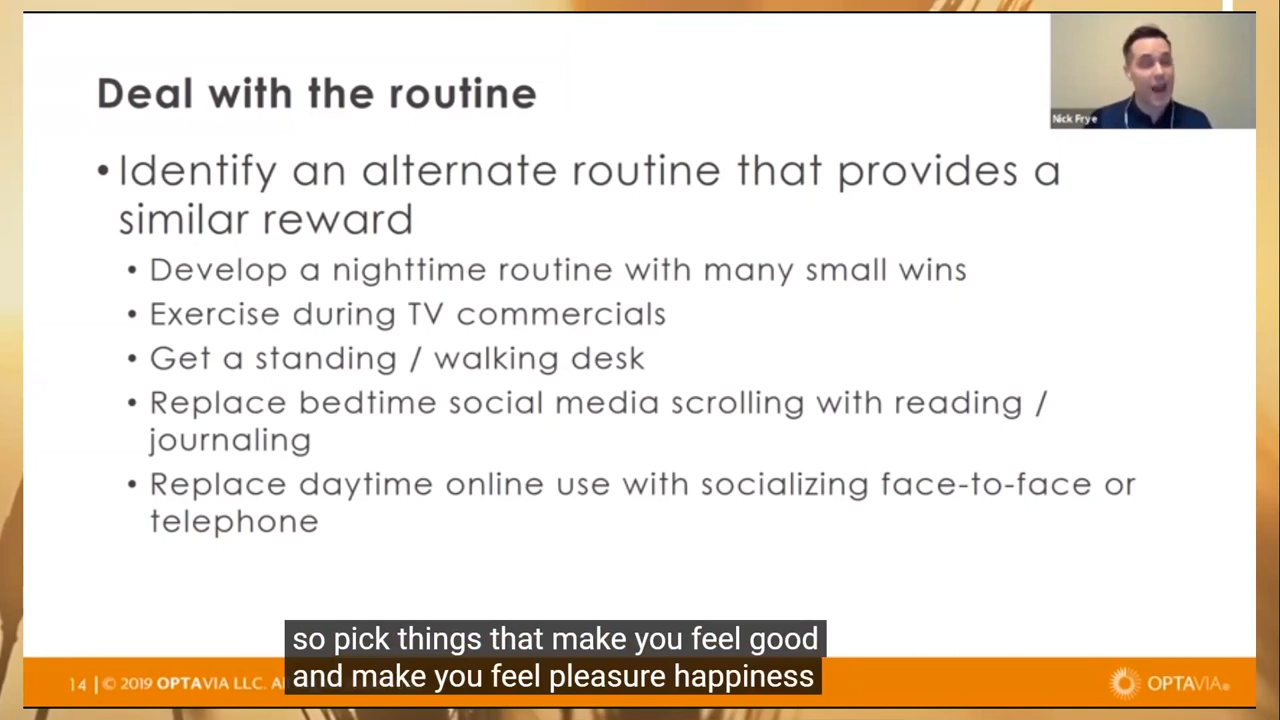 Deal with the routine
Nick Frye
• Identify an alternate routine that provides a
similar reward
• Develop a nighttime routine with many small wins
• Exercise during TV commercials
• Get a standing / walking desk
• Replace bedtime social media scrolling with reading /
journaling
• Replace daytime online use with socializing face-to-face or
telephone
so pick things that make you feel good
and make you feel pleasure happiness
14 | © 2019 OPTAVIA LLC. A
OPTAVIA®